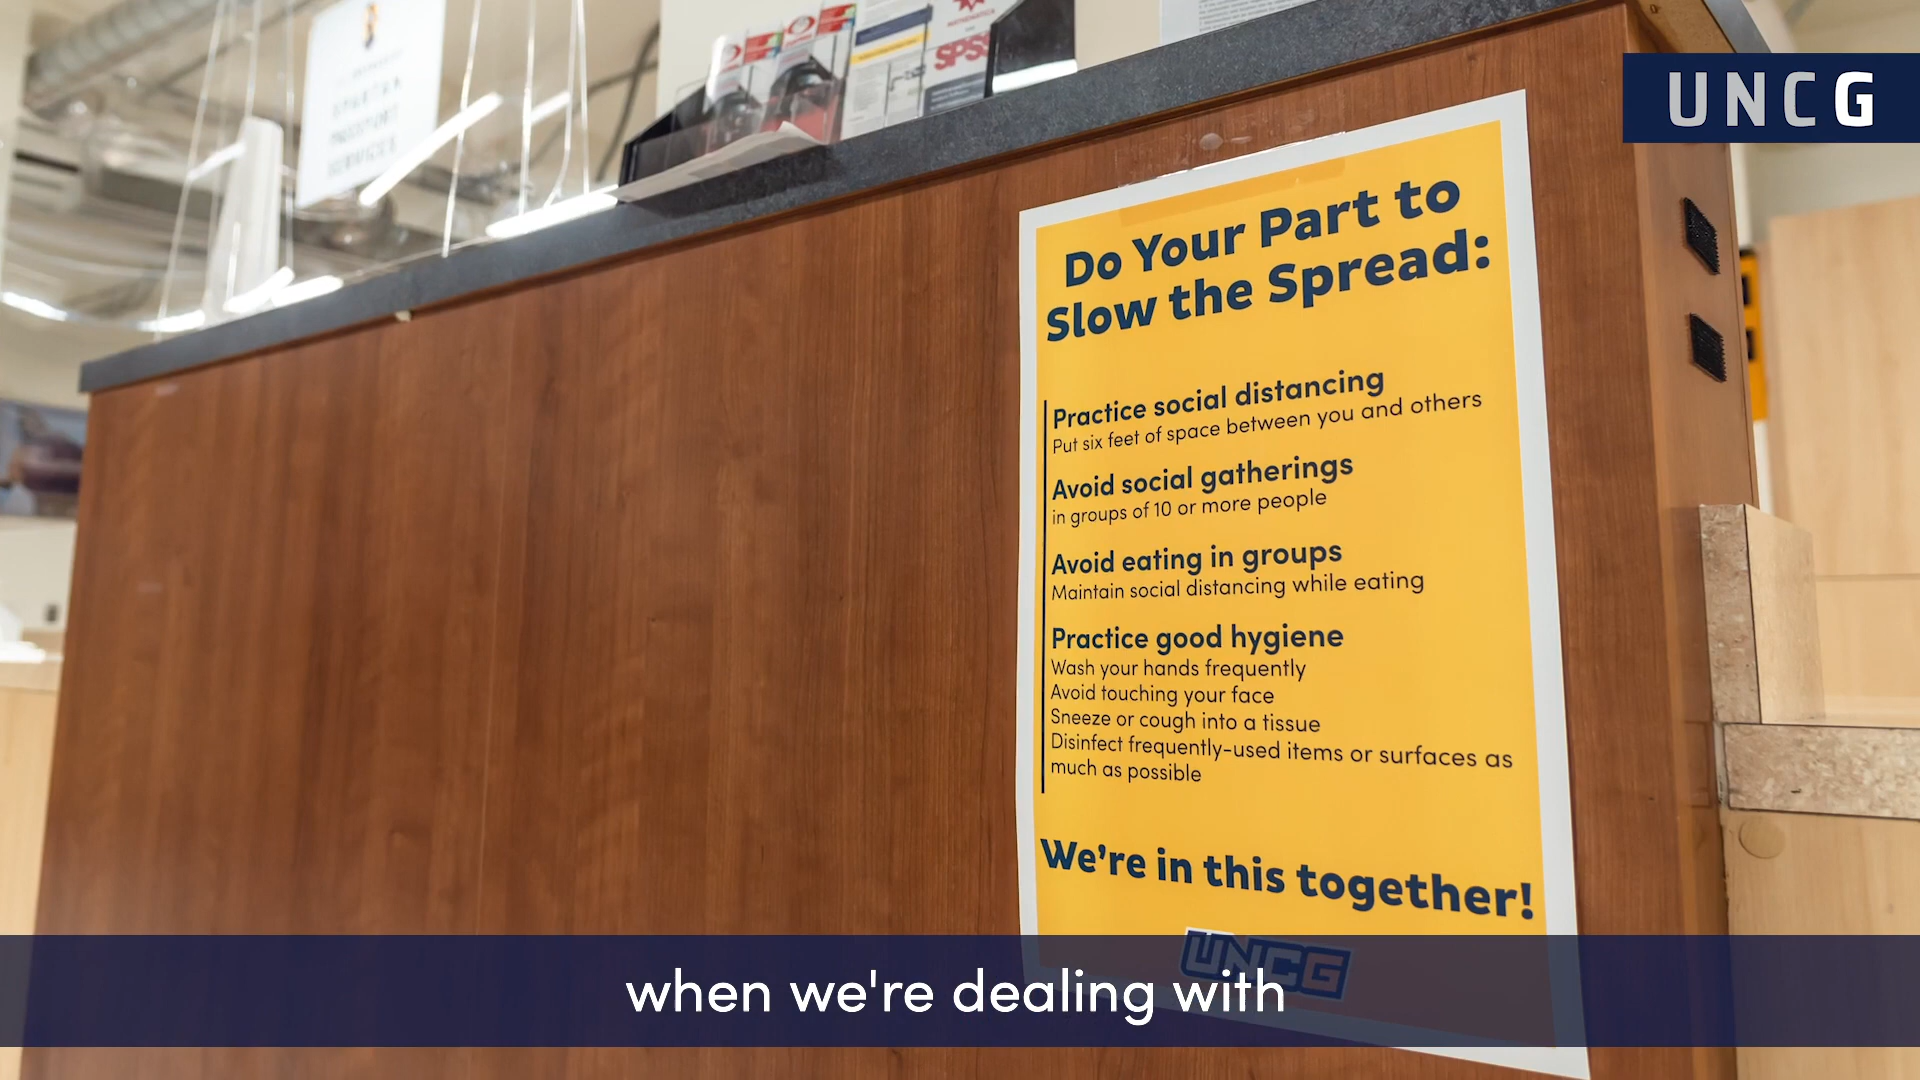 SPARTAN
PASSPORT
SERVICES
MATHEMATICA
SPSS
UNCG
Do Your Part to
Slow the Spread:
Practice social distancing
Put six feet of space between you and others
Avoid social gatherings
in groups of 10 or more people
Avoid eating in groups
Maintain social distancing while eating
Practice good hygiene
Wash your hands frequently
Avoid touching your face
Sneeze or cough into a tissue
Disinfect frequently-used items or surfaces as
much as possible
We're in this together!
UNCG
when we're dealing with